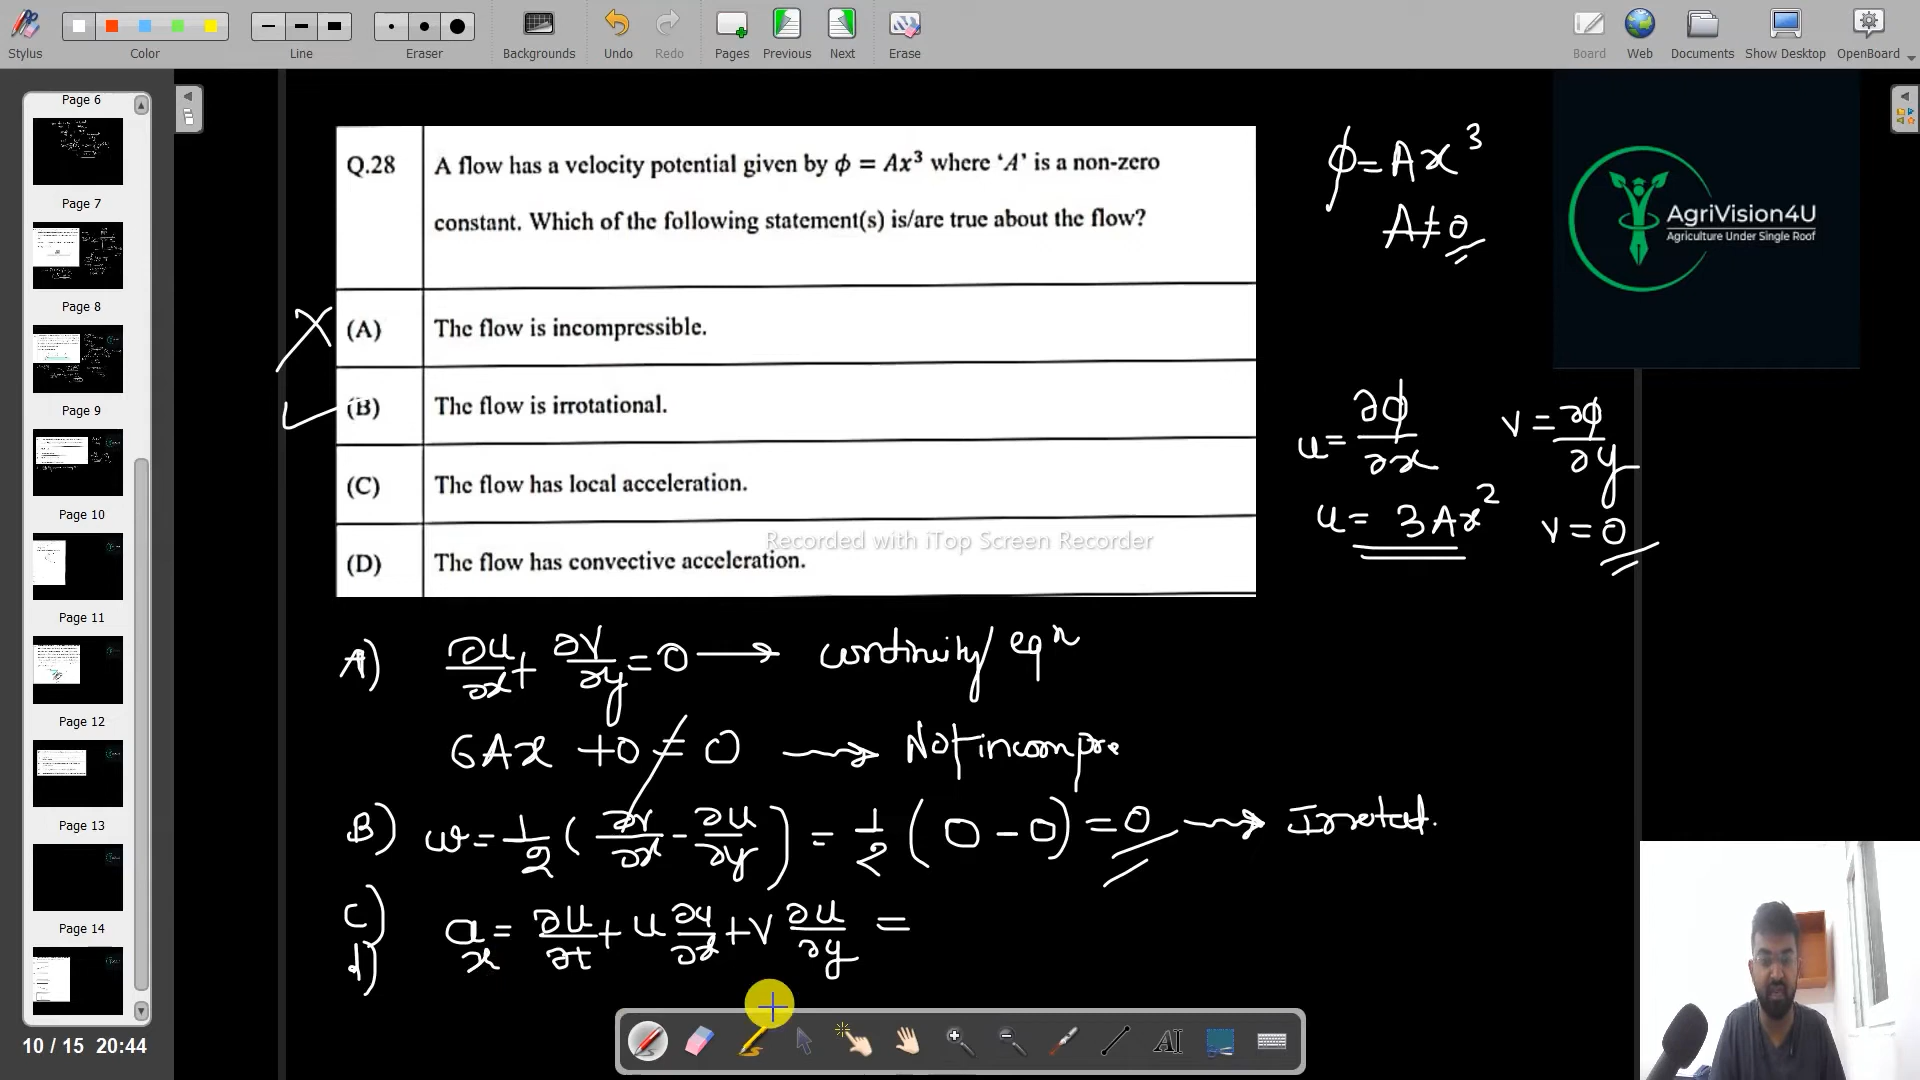 Stylus Color Line Eraser Backgrounds Undo Redo Pages Previous Next Erase Board Web Documents Show Desktop OpenBoard
Page 6
Page 7
Page 8
Page 9
Page 10
Page 11
Page 12
Page 13
Page 14
10 / 15 20:44
Q.28 A flow has a velocity potential given by ϕ = Ax³ where ‘A’ is a non-zero
constant. Which of the following statement(s) is/are true about the flow?
(A) The flow is incompressible.
(B) The flow is irrotational.
(C) The flow has local acceleration.
(D) The flow has convective acceleration.
Recorded with iTop Screen Recorder
ϕ = Ax³
A ≠ 0
AgriVision4U
Agriculture Under Single Roof
u = ∂ϕ/∂x v = ∂ϕ/∂y
u = 3Ax² v = 0
A) ∂u/∂x + ∂v/∂y = 0 → continuity eqⁿ
6Ax + 0 ≠ 0 → Not incompre
B) w = 1/2 ( ∂v/∂x - ∂u/∂y ) = 1/2 ( 0 - 0 ) = 0 → Irrotat.
C) d) aₓ = ∂u/∂t + u ∂u/∂x + v ∂u/∂y =